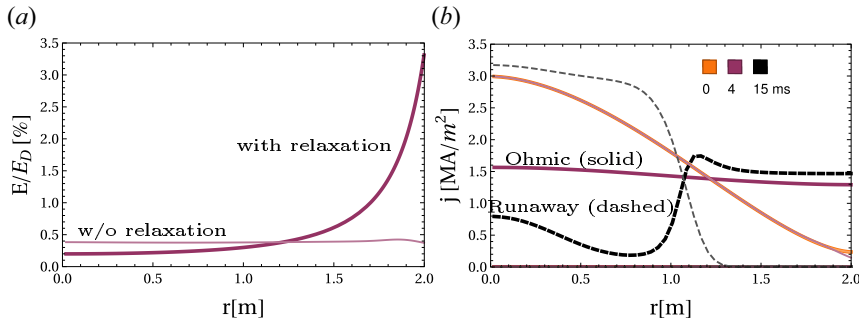 (a)
E/E_D [%]
3.5
3.0
2.5
2.0
1.5
1.0
0.5
0.0
with relaxation
w/o relaxation
0.0 0.5 1.0 1.5 2.0
r[m]
(b)
j [MA/m²]
3.5
3.0
2.5
2.0
1.5
1.0
0.5
0.
0 4 15 ms
Ohmic (solid)
Runaway (dashed)
0.0 0.5 1.0 1.5 2.0
r[m]